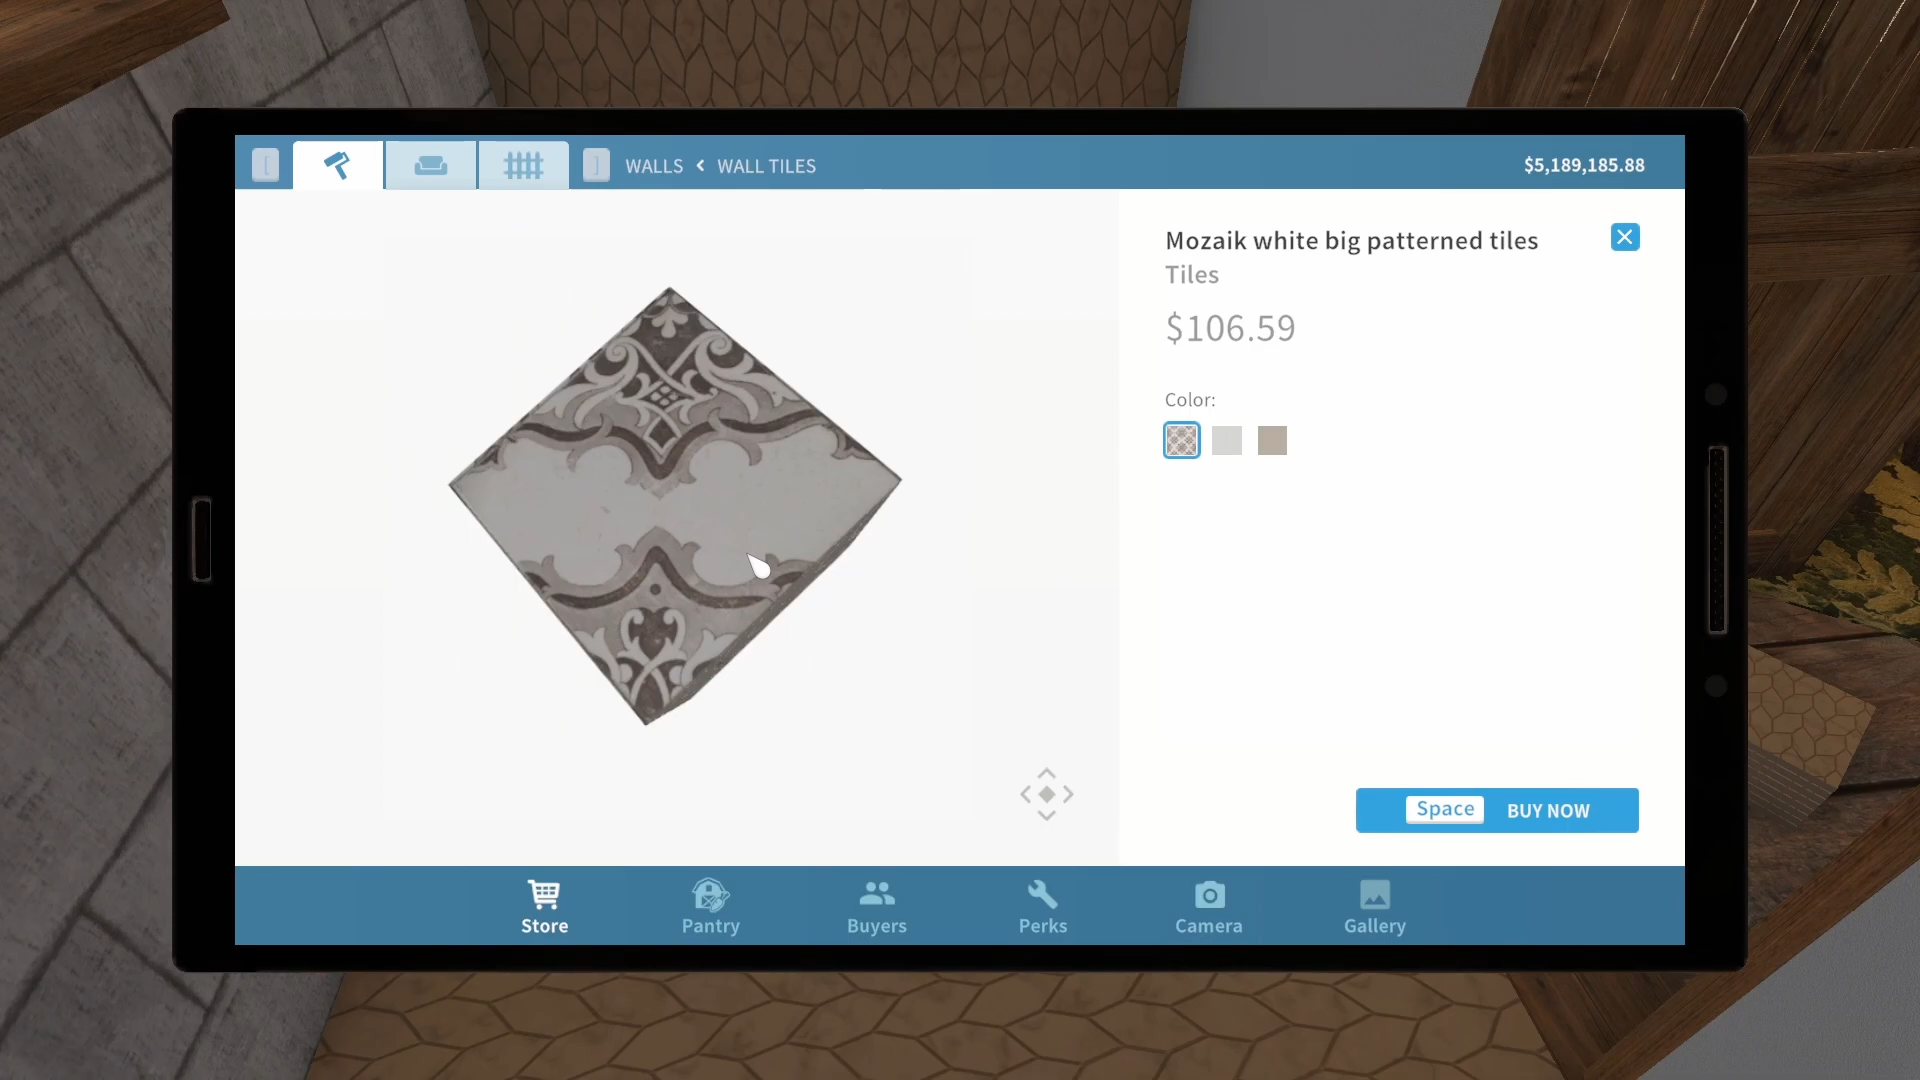 [
]
WALLS
WALL TILES
$5,189,185.88
Mozaik white big patterned tiles
Tiles
$106.59
Color:
Space
BUY NOW
Store
Pantry
Buyers
Perks
Camera
Gallery